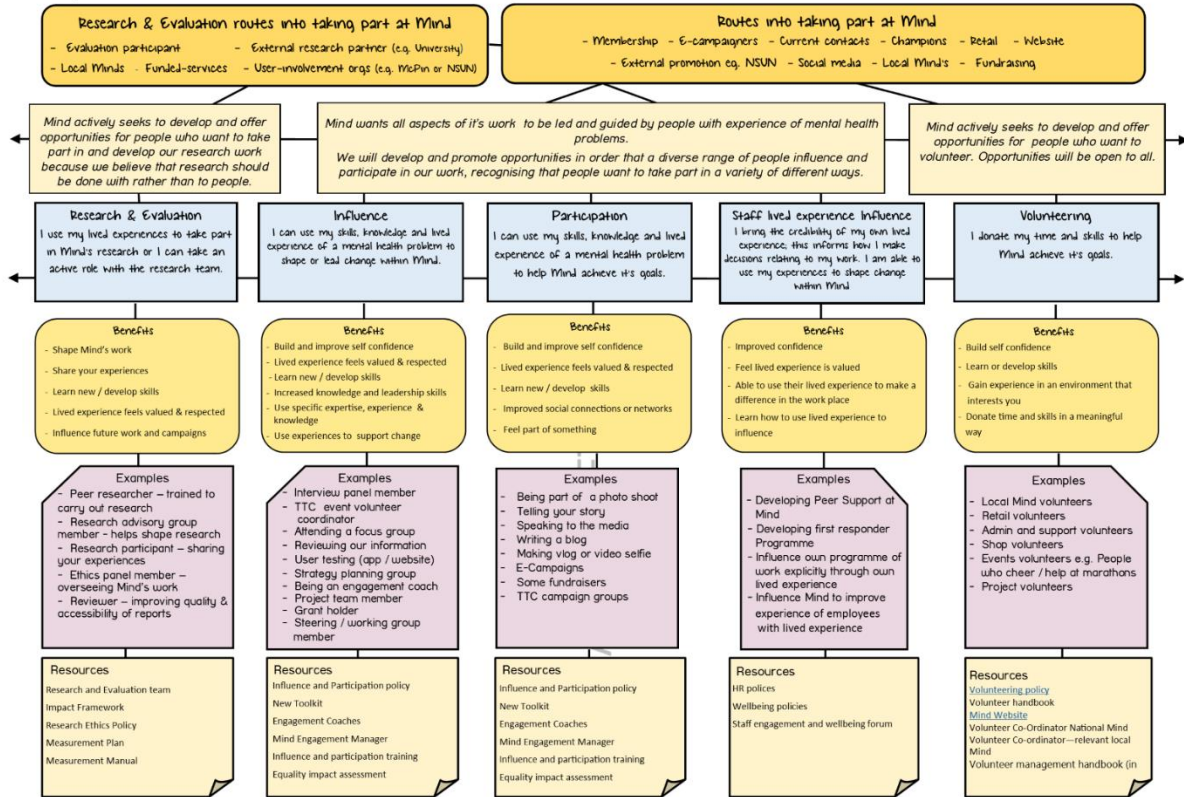 Research & Evaluation routes into taking part at Mind
- Evaluation participant - External research partner (e.g. University)
- Local Minds - Funded-services - User-involvement orgs (e.g. McPin or NSUN)
Routes into taking part at Mind
- Membership - E-campaigners - Current contacts - Champions - Retail - Website
- External promotion eg. NSUN - Social media - Local Mind's - Fundraising
Mind actively seeks to develop and offer
opportunities for people who want to take
part in and develop our research work
because we believe that research should
be done with rather than to people.
Mind wants all aspects of it's work to be led and guided by people with experience of mental health
problems.
We will develop and promote opportunities in order that a diverse range of people influence and
participate in our work, recognising that people want to take part in a variety of different ways.
Mind actively seeks to develop and offer
opportunities for people who want to
volunteer. Opportunities will be open to all.
Research & Evaluation
I use my lived experiences to take part
in Mind's research or I can take an
active role with the research team.
Influence
I can use my skills, knowledge and lived
experience of a mental health problem to
shape or lead change within Mind.
Participation
I can use my skills, knowledge and lived
experience of a mental health problem
to help Mind achieve it's goals.
Staff lived experience Influence
I bring the credibility of my own lived
experience; this informs how I make
decisions relating to my work. I am able to
use my experiences to shape change
within Mind
Volunteering
I donate my time and skills to help
Mind achieve it's goals.
Benefits
- Shape Mind's work
- Share your experiences
- Learn new / develop skills
- Lived experience feels valued & respected
- Influence future work and campaigns
Benefits
- Build and improve self confidence
- Lived experience feels valued & respected
- Learn new / develop skills
- Increased knowledge and leadership skills
- Use specific expertise, experience &
knowledge
- Use experiences to support change
Benefits
- Build and improve self confidence
- Lived experience feels valued & respected
- Learn new / develop skills
- Improved social connections or networks
- Feel part of something
Benefits
- Improved confidence
- Feel lived experience is valued
- Able to use their lived experience to make a
difference in the work place
- Learn how to use lived experience to
influence
Benefits
- Build self confidence
- Learn or develop skills
- Gain experience in an environment that
interests you
- Donate time and skills in a meaningful
way
Examples
- Peer researcher – trained to
carry out research
- Research advisory group
member - helps shape research
- Research participant – sharing
your experiences
- Ethics panel member –
overseeing Mind's work
- Reviewer – improving quality &
accessibility of reports
Examples
- Interview panel member
- TTC event volunteer
coordinator
- Attending a focus group
- Reviewing our information
- User testing (app / website)
- Strategy planning group
- Being an engagement coach
- Project team member
- Grant holder
- Steering / working group
member
Examples
- Being part of a photo shoot
- Telling your story
- Speaking to the media
- Writing a blog
- Making vlog or video selfie
- E-Campaigns
- Some fundraisers
- TTC campaign groups
Examples
- Developing Peer Support at
Mind
- Developing first responder
Programme
- Influence own programme of
work explicitly through own
lived experience
- Influence Mind to improve
experience of employees
with lived experience
Examples
- Local Mind volunteers
- Retail volunteers
- Admin and support volunteers
- Shop volunteers
- Events volunteers e.g. People
who cheer / help at marathons
- Project volunteers
Resources
Research and Evaluation team
Impact Framework
Research Ethics Policy
Measurement Plan
Measurement Manual
Resources
Influence and Participation policy
New Toolkit
Engagement Coaches
Mind Engagement Manager
Influence and participation training
Equality impact assessment
Resources
Influence and Participation policy
New Toolkit
Engagement Coaches
Mind Engagement Manager
Influence and participation training
Equality impact assessment
Resources
HR polices
Wellbeing policies
Staff engagement and wellbeing forum
Resources
Volunteering policy
Volunteer handbook
Mind Website
Volunteer Co-Ordinator National Mind
Volunteer Co-ordinator—relevant local
Mind
Volunteer management handbook (in